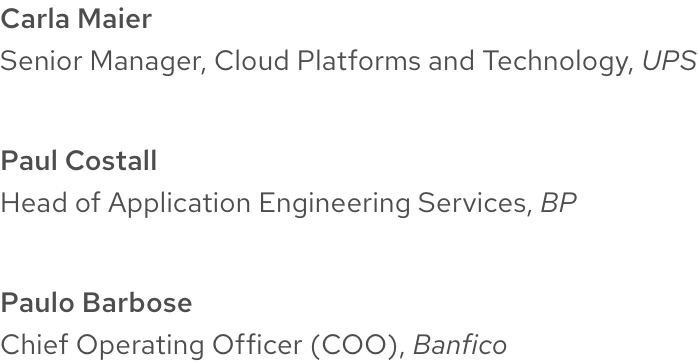 Carla Maier
Senior Manager, Cloud Platforms and Technology, UPS
Paul Costall
Head of Application Engineering Services, BP
Paulo Barbose
Chief Operating Officer (COO), Banfico